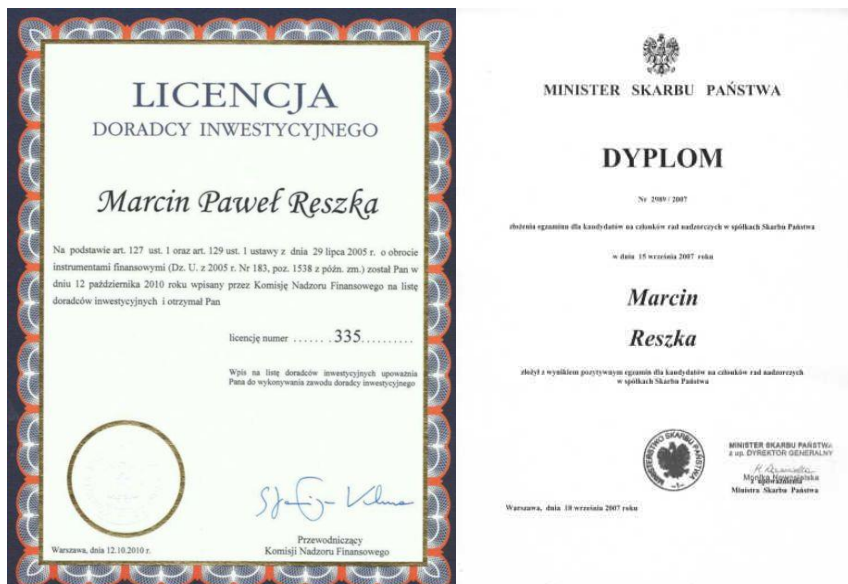 LICENCJA
DORADCY INWESTYCYJNEGO
Marcin Paweł Reszka
Na podstawie art. 127 ust. 1 oraz art. 129 ust. 1 ustawy z dnia 29 lipca 2005 r. o obrocie
instrumentami finansowymi (Dz. U. z 2005 r. Nr 183, poz. 1538 z późn. zm.) został Pan w
dniu 12 października 2010 roku wpisany przez Komisję Nadzoru Finansowego na listę
doradców inwestycyjnych i otrzymał Pan
licencję numer ...... .335..........
Wpis na listę doradców inwestycyjnych upoważnia
Pana do wykonywania zawodu doradcy inwestycyjnego
Przewodniczący
Komisji Nadzoru Finansowego
Warszawa, dnia 12.10.2010 r.
MINISTER SKARBU PAŃSTWA
DYPLOM
Nr 2989 / 2007
złożenia egzaminu dla kandydatów na członków rad nadzorczych w spółkach Skarbu Państwa
w dniu 15 września 2007 roku
Marcin
Reszka
złożył z wynikiem pozytywnym egzamin dla kandydatów na członków rad nadzorczych
w spółkach Skarbu Państwa
MINISTERSTWO SKARBU PAŃSTWA
MINISTER SKARBU PAŃSTWA
z up. DYREKTOR GENERALNY
Monika Nowosielska
z upoważnienia
Ministra Skarbu Państwa
Warszawa, dnia 18 września 2007 roku